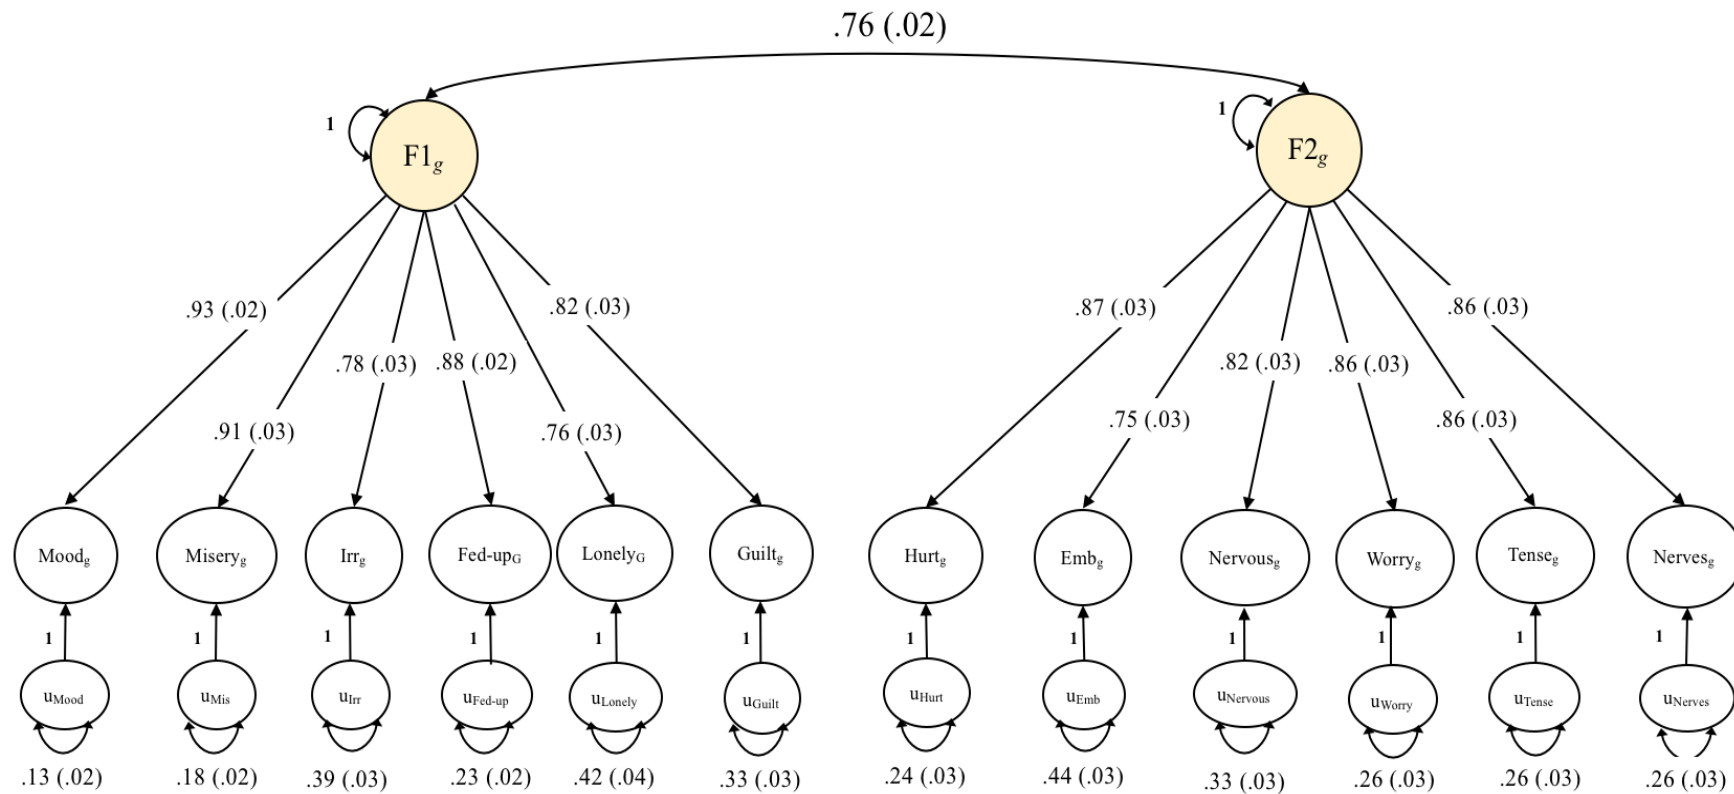 .76 (.02)
1
F1g
1
F2g
.93 (.02)
.82 (.03)
.87 (.03)
.86 (.03)
.78 (.03)
.88 (.02)
.82 (.03)
.86 (.03)
.91 (.03)
.76 (.03)
.75 (.03)
.86 (.03)
Moodg
Miseryg
Irrg
Fed-upG
LonelyG
Guiltg
Hurtg
Embg
Nervousg
Worryg
Tenseg
Nervesg
1 1 1 1 1 1 1 1 1 1 1 1
uMood
uMis
uIrr
uFed-up
uLonely
uGuilt
uHurt
uEmb
uNervous
uWorry
uTense
uNerves
.13 (.02)
.18 (.02)
.39 (.03)
.23 (.02)
.42 (.04)
.33 (.03)
.24 (.03)
.44 (.03)
.33 (.03)
.26 (.03)
.26 (.03)
.26 (.03)